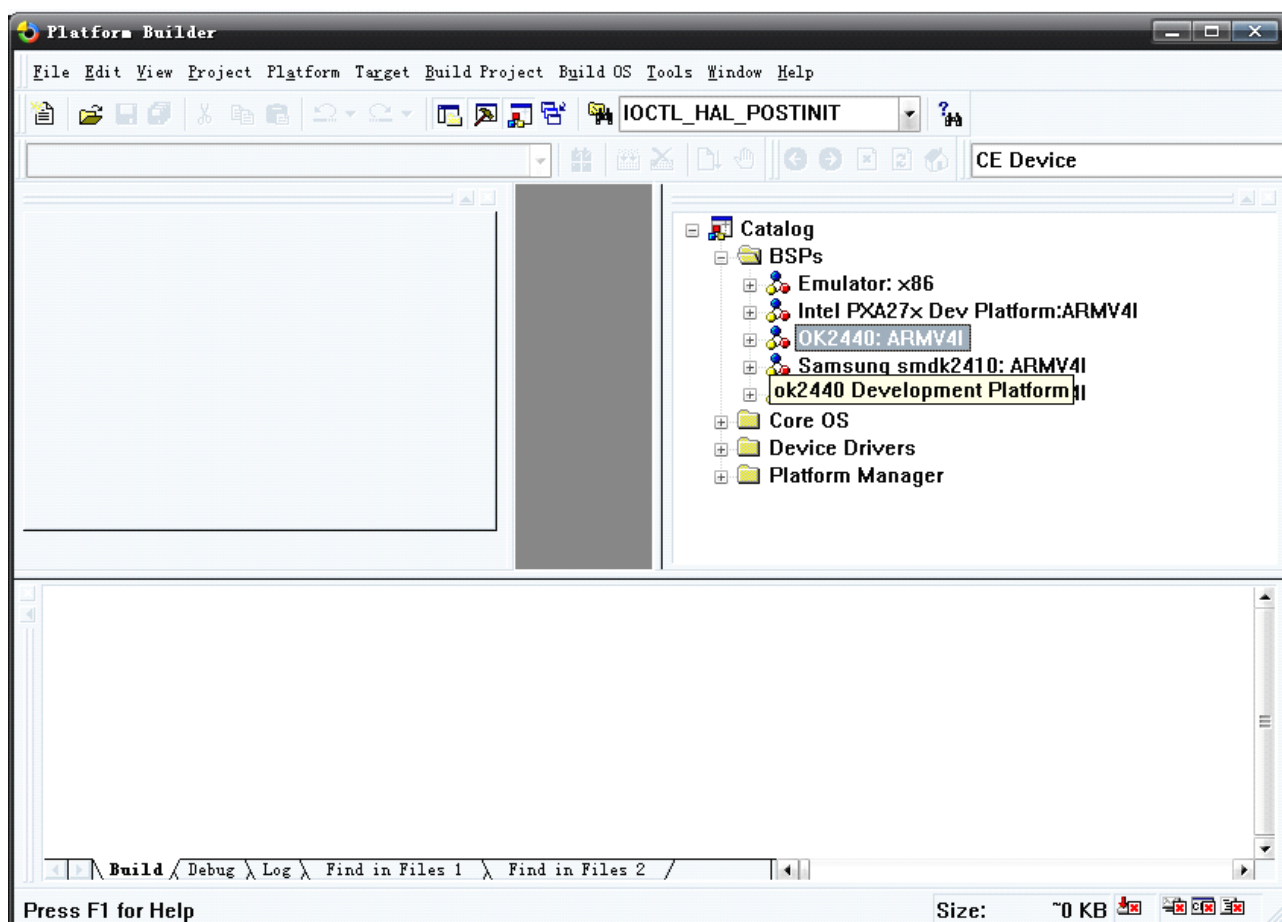 Platform Builder
File Edit View Project Platform Target Build Project Build OS Tools Window Help
IOCTL_HAL_POSTINIT
CE Device
Catalog
BSPs
Emulator: x86
Intel PXA27x Dev Platform:ARMV4I
OK2440: ARMV4I
Samsung smdk2410: ARMV4I
ok2440 Development Platform
Core OS
Device Drivers
Platform Manager
Build Debug Log Find in Files 1 Find in Files 2
Press F1 for Help Size: ~0 KB